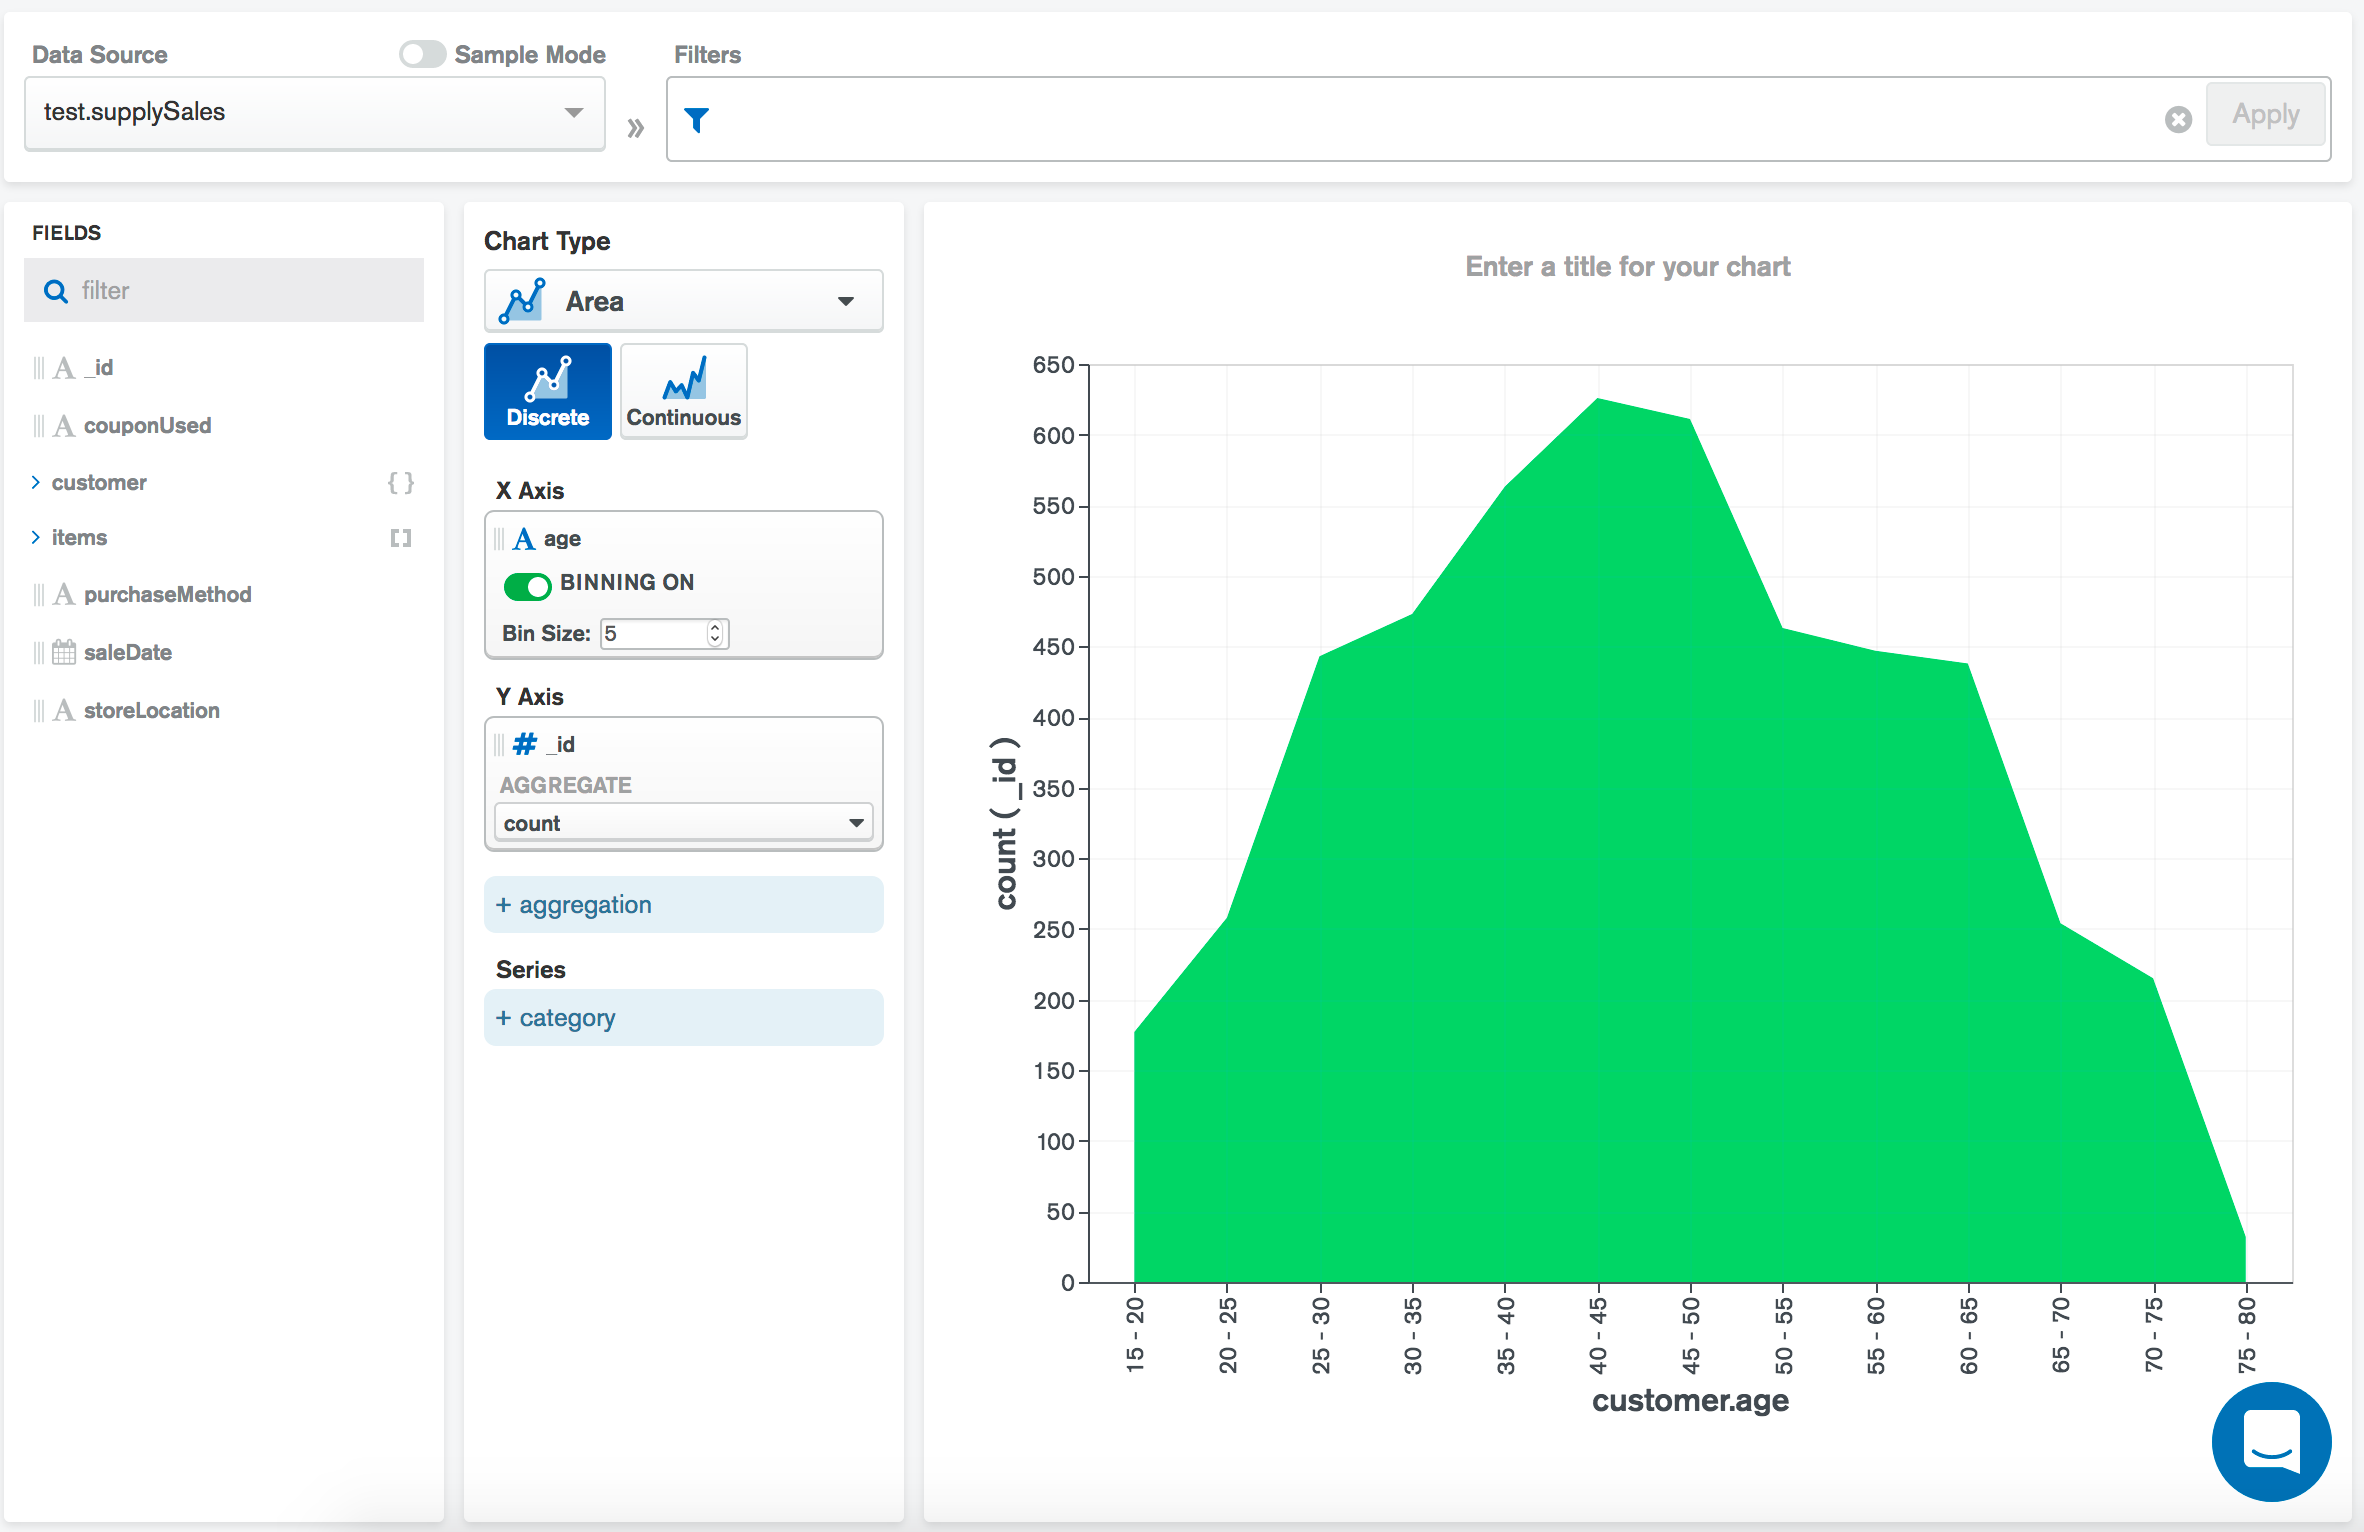 Data Source
Sample Mode
Filters
test.supplySales
»
Apply
FIELDS
filter
A _id
A couponUsed
customer { }
items [ ]
A purchaseMethod
saleDate
A storeLocation
Chart Type
Area
Discrete
Continuous
X Axis
A age
BINNING ON
Bin Size: 5
Y Axis
# _id
AGGREGATE
count
+ aggregation
Series
+ category
Enter a title for your chart
count ( _id )
650
600
550
500
450
400
350
300
250
200
150
100
50
0
15 - 20
20 - 25
25 - 30
30 - 35
35 - 40
40 - 45
45 - 50
50 - 55
55 - 60
60 - 65
65 - 70
70 - 75
75 - 80
customer.age